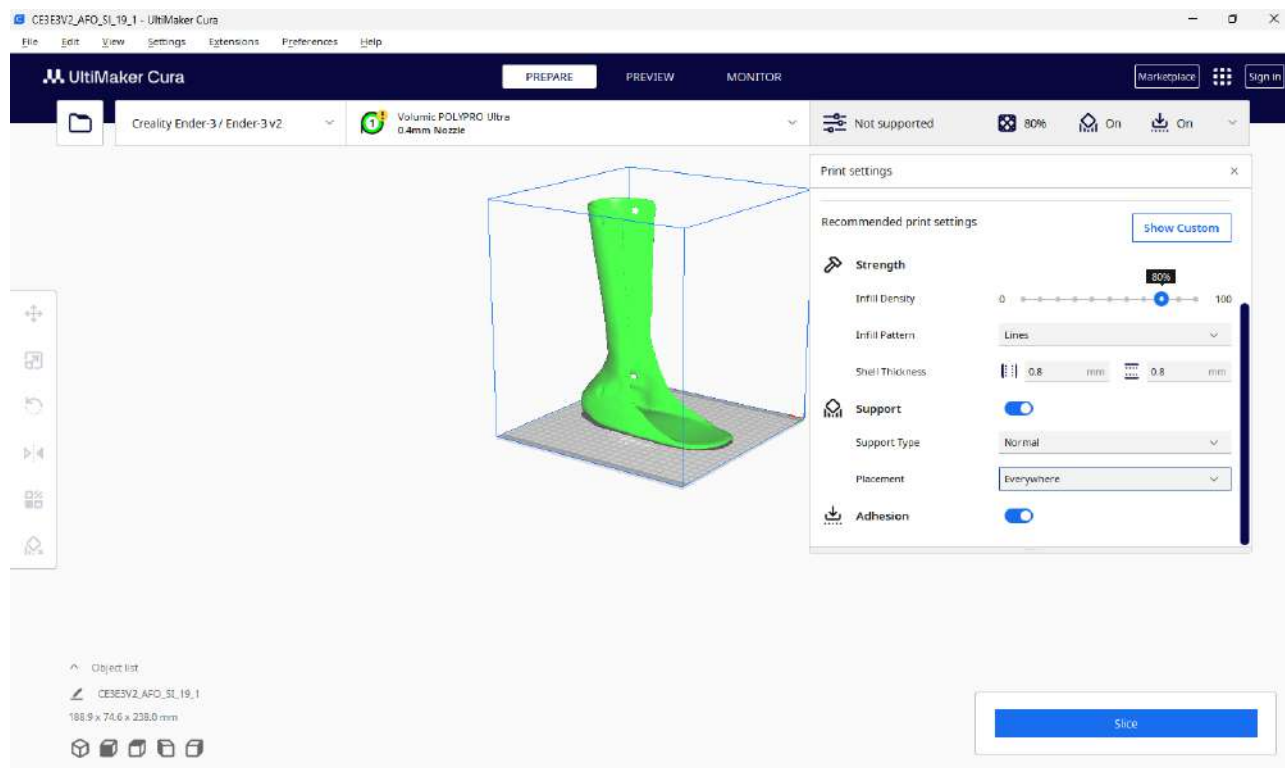 CE3E3V2_AFO_SI_19_1 - UltiMaker Cura
File Edit View Settings Extensions Preferences Help
UltiMaker Cura
PREPARE PREVIEW MONITOR
Marketplace Sign in
Creality Ender-3 / Ender-3 v2
1
Volumic POLYPRO Ultra
0.4mm Nozzle
Not supported 80% On On
Print settings
Recommended print settings
Show Custom
Strength
80%
Infill Density 0 100
Infill Pattern Lines
Shell Thickness 0.8 mm 0.8 mm
Support
Support Type Normal
Placement Everywhere
Adhesion
Object list
CE3E3V2_AFO_SI_19_1
188.9 x 74.6 x 238.0 mm
Slice